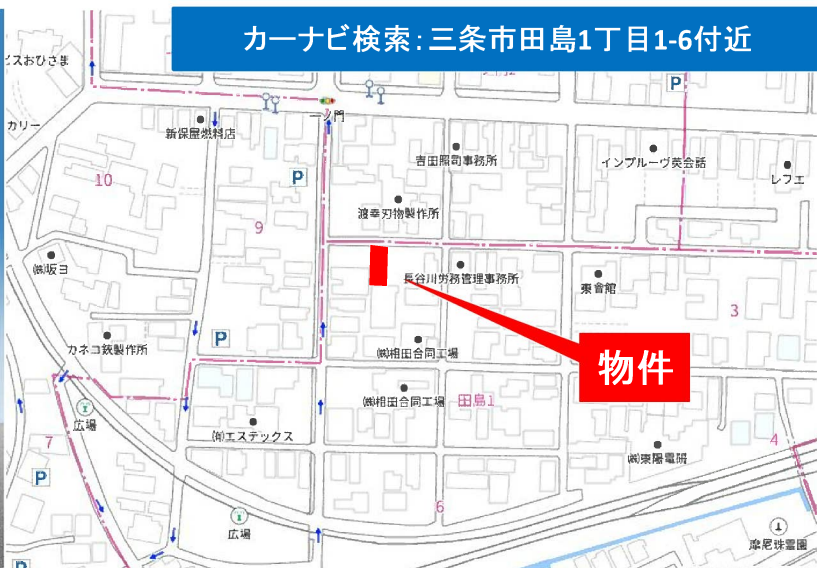 カーナビ検索：三条市田島1丁目1-6付近
ビスおひさま
P
カリー
新保屋燃料店
一ノ門
吉田照司事務所
インプルーヴ英会話
レフエ
10
P
渡幸刃物製作所
9
㈱坂ヨ
長谷川労務管理事務所
東會館
3
P
カネコ鋏製作所
㈱相田合同工場
物件
㈱相田合同工場
田島1
広場
㈲エステックス
7
4
㈱東陽電研
P
6
広場
摩尼珠霊園
P